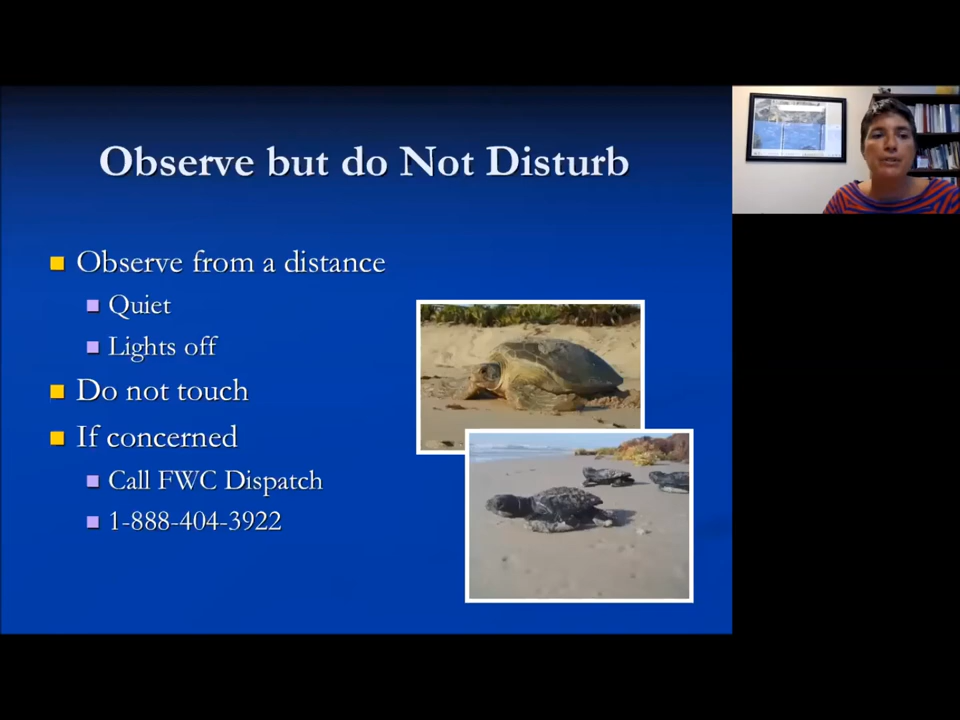 Observe but do Not Disturb
Observe from a distance
Quiet
Lights off
Do not touch
If concerned
Call FWC Dispatch
1-888-404-3922